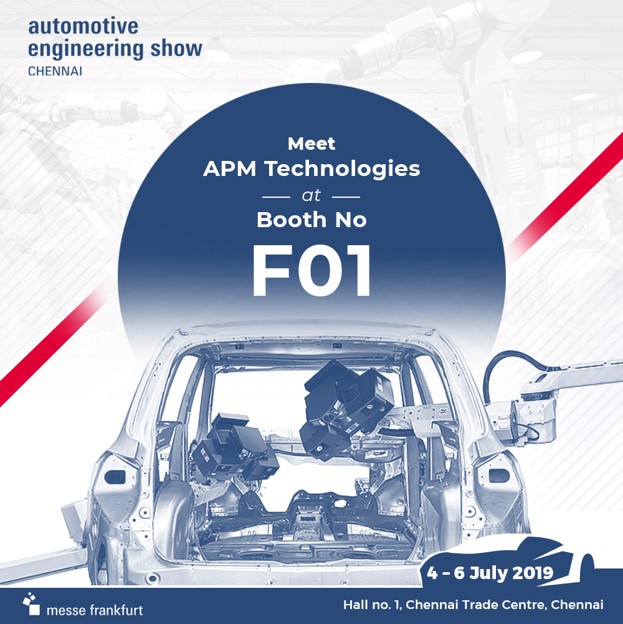 automotive
engineering show
CHENNAI
Meet
APM Technologies
at
Booth No
F01
4 – 6 July 2019
messe frankfurt
Hall no. 1, Chennai Trade Centre, Chennai